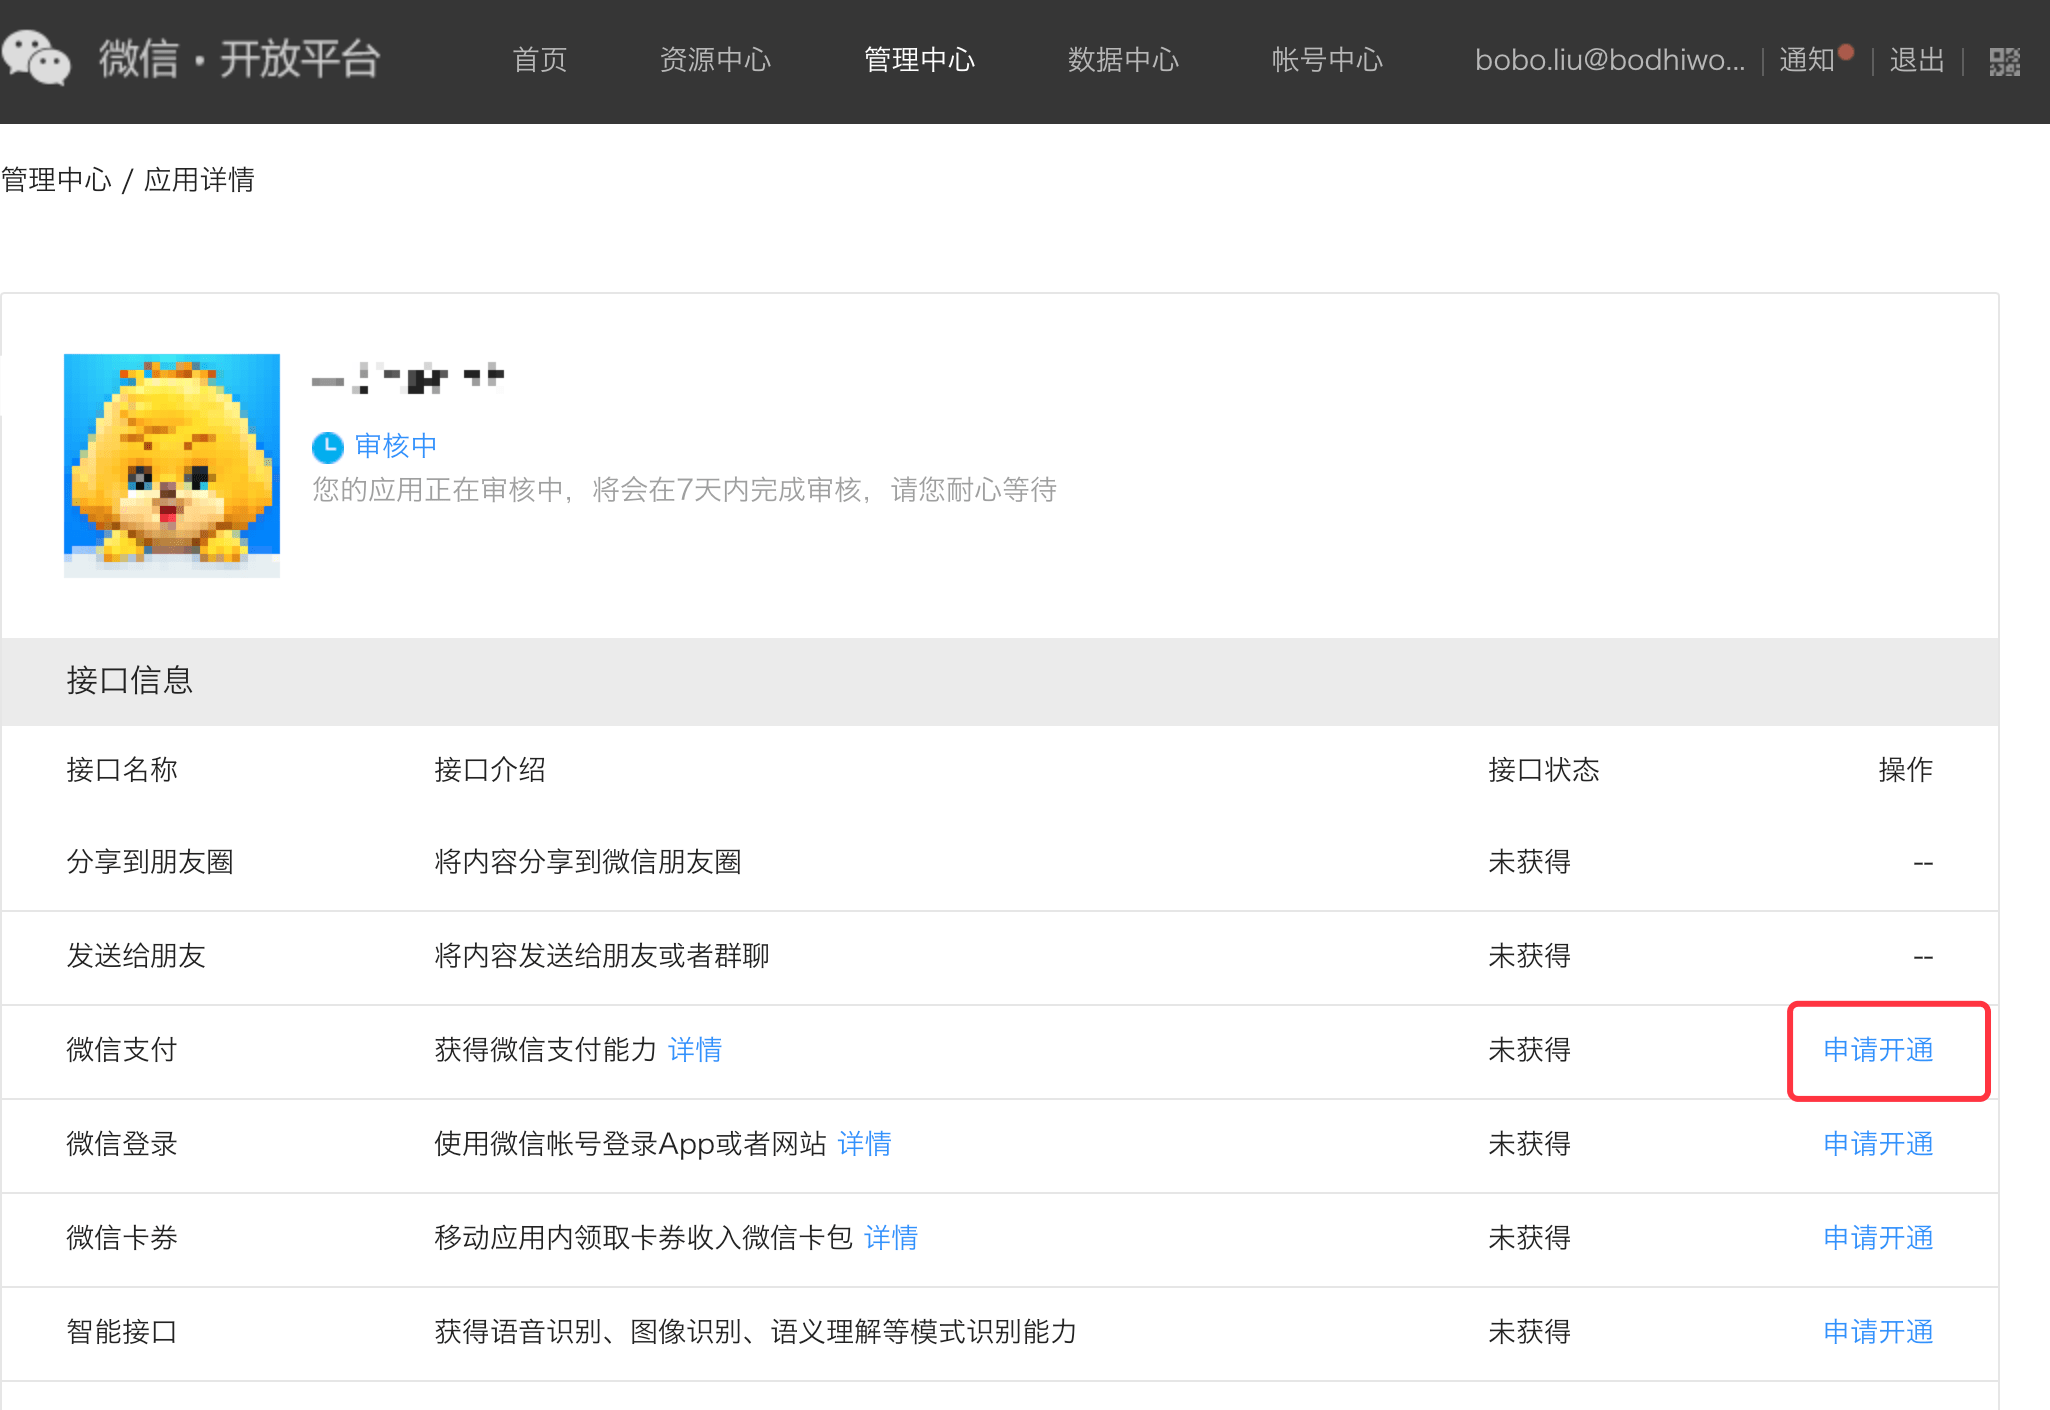 微信·开放平台 首页 资源中心 管理中心 数据中心 帐号中心 bobo.liu@bodhiwo... 通知 退出
管理中心 / 应用详情
审核中
您的应用正在审核中，将会在7天内完成审核，请您耐心等待
接口信息
接口名称 接口介绍 接口状态 操作
分享到朋友圈 将内容分享到微信朋友圈 未获得 --
发送给朋友 将内容发送给朋友或者群聊 未获得 --
微信支付 获得微信支付能力 详情 未获得 申请开通
微信登录 使用微信帐号登录App或者网站 详情 未获得 申请开通
微信卡券 移动应用内领取卡券收入微信卡包 详情 未获得 申请开通
智能接口 获得语音识别、图像识别、语义理解等模式识别能力 未获得 申请开通